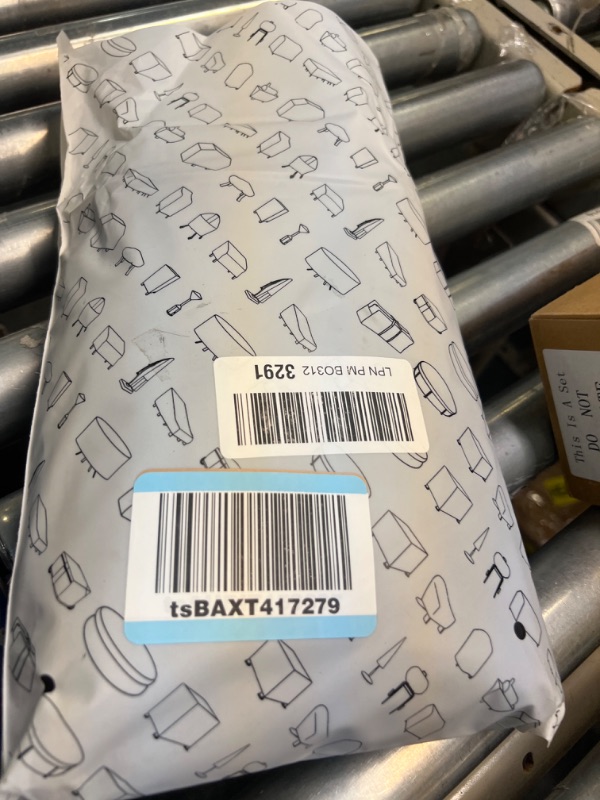 LPN PM BO312
3291
tsBAXT417279
This Is A Set
DO NOT